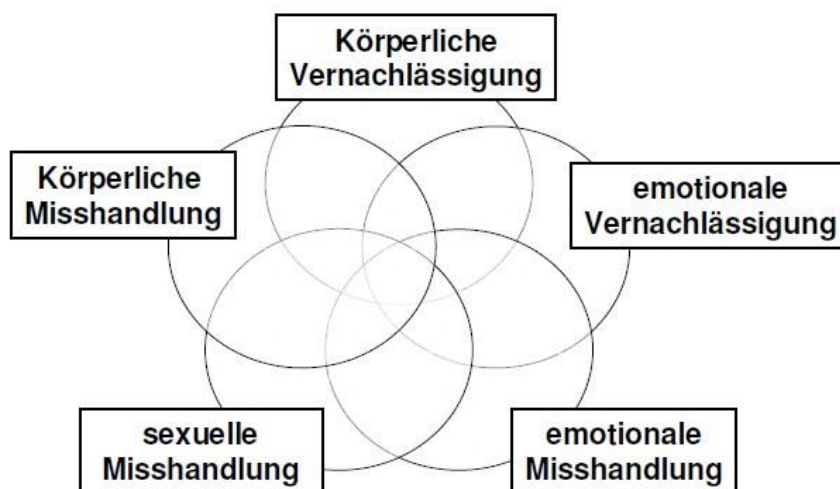 Körperliche
Vernachlässigung
Körperliche
Misshandlung
emotionale
Vernachlässigung
sexuelle
Misshandlung
emotionale
Misshandlung